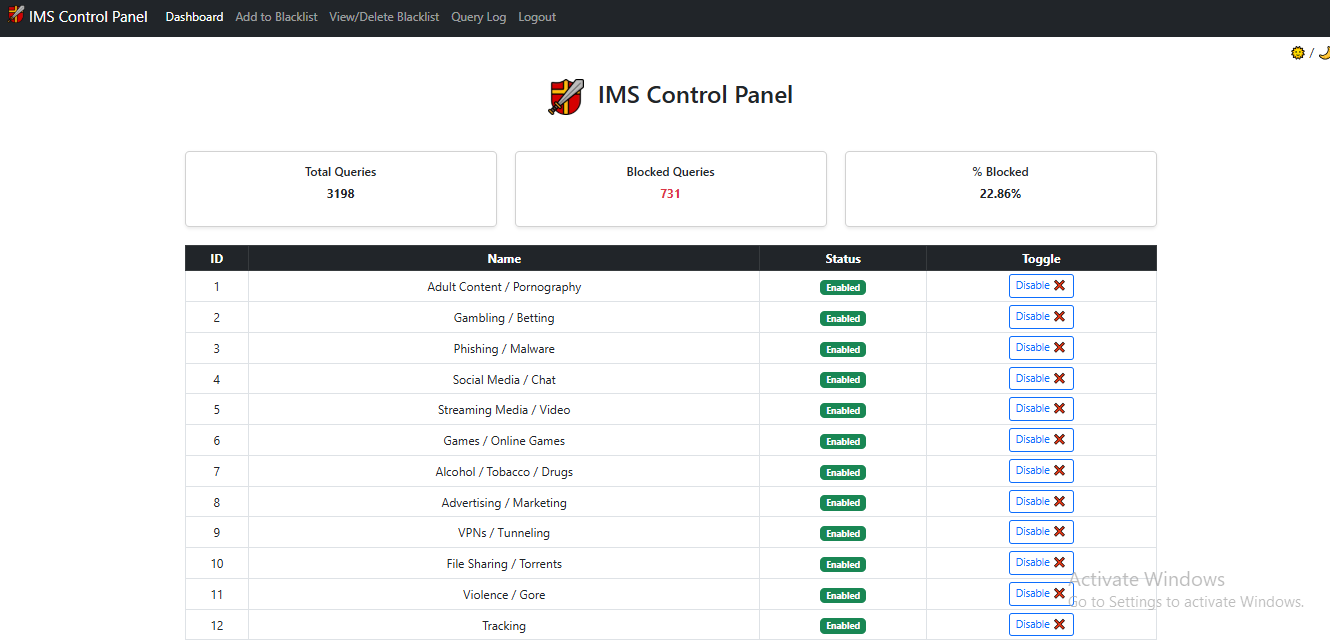 IMS Control Panel Dashboard Add to Blacklist View/Delete Blacklist Query Log Logout
/
IMS Control Panel
Total Queries Blocked Queries % Blocked
3198 731 22.86%
ID Name Status Toggle
1 Adult Content / Pornography Enabled Disable
2 Gambling / Betting Enabled Disable
3 Phishing / Malware Enabled Disable
4 Social Media / Chat Enabled Disable
5 Streaming Media / Video Enabled Disable
6 Games / Online Games Enabled Disable
7 Alcohol / Tobacco / Drugs Enabled Disable
8 Advertising / Marketing Enabled Disable
9 VPNs / Tunneling Enabled Disable
10 File Sharing / Torrents Enabled Disable
Activate Windows
11 Violence / Gore Enabled Disable
Go to Settings to activate Windows.
12 Tracking Enabled Disable